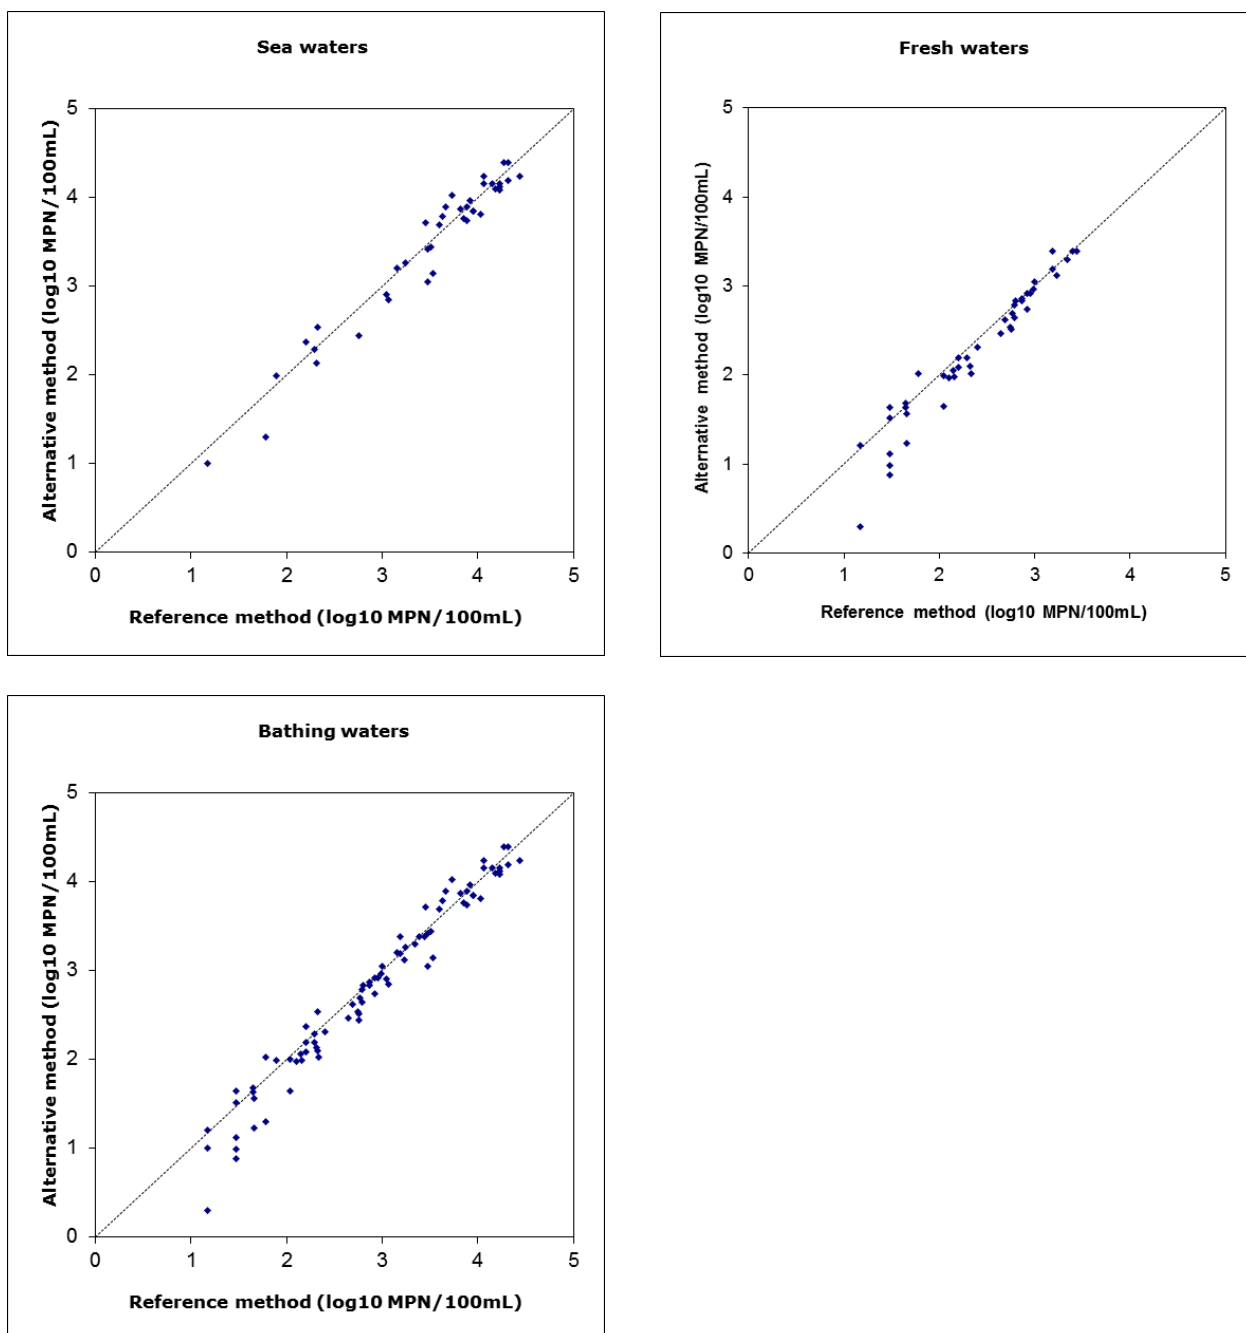 Sea waters
5
4
3
2
1
0
Alternative method (log10 MPN/100mL)
0 1 2 3 4 5
Reference method (log10 MPN/100mL)
Fresh waters
5
4
3
2
1
0
Alternative method (log10 MPN/100mL)
0 1 2 3 4 5
Reference method (log10 MPN/100mL)
Bathing waters
5
4
3
2
1
0
Alternative method (log10 MPN/100mL)
0 1 2 3 4 5
Reference method (log10 MPN/100mL)